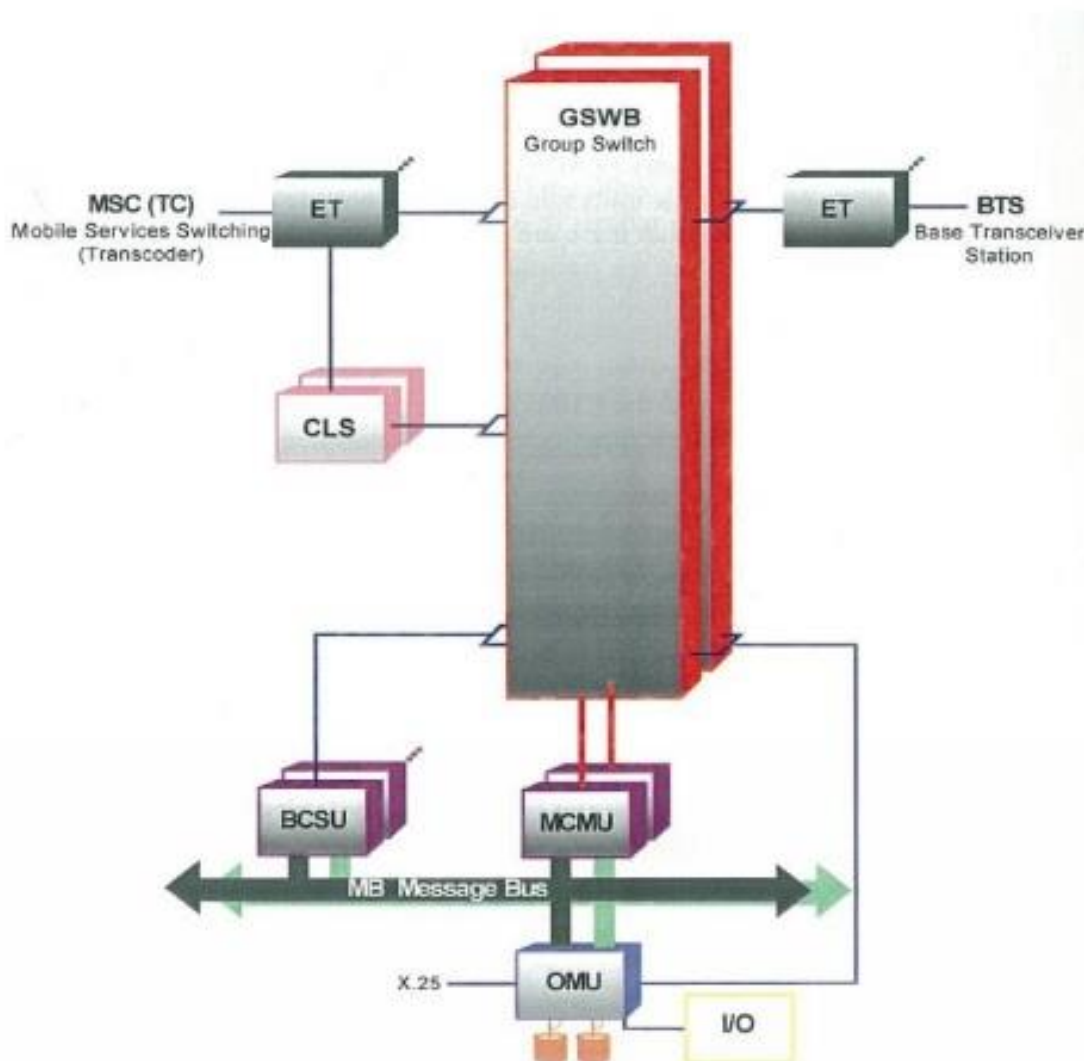 GSWB
Group Switch
MSC (TC)
Mobile Services Switching
(Transcoder)
ET
ET
BTS
Base Transceiver
Station
CLS
BCSU
MCMU
MB Message Bus
X.25
OMU
I/O